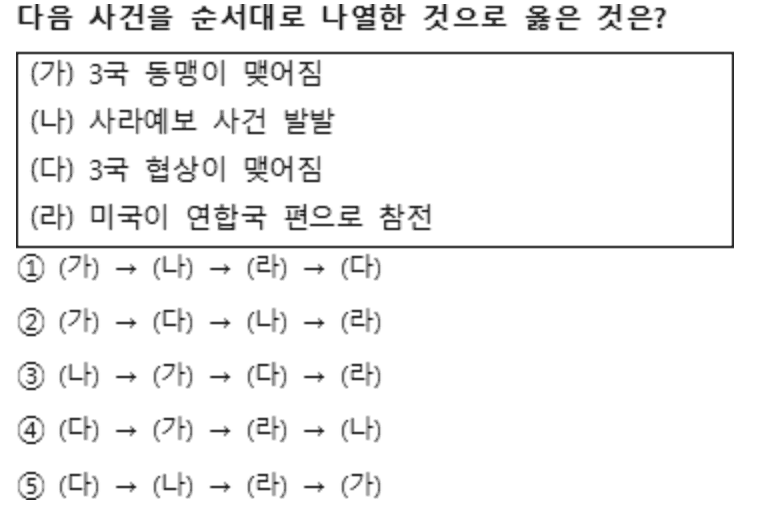 다음 사건을 순서대로 나열한 것으로 옳은 것은?
(가) 3국 동맹이 맺어짐
(나) 사라예보 사건 발발
(다) 3국 협상이 맺어짐
(라) 미국이 연합국 편으로 참전
① (가) → (나) → (라) → (다)
② (가) → (다) → (나) → (라)
③ (나) → (가) → (다) → (라)
④ (다) → (가) → (라) → (나)
⑤ (다) → (나) → (라) → (가)